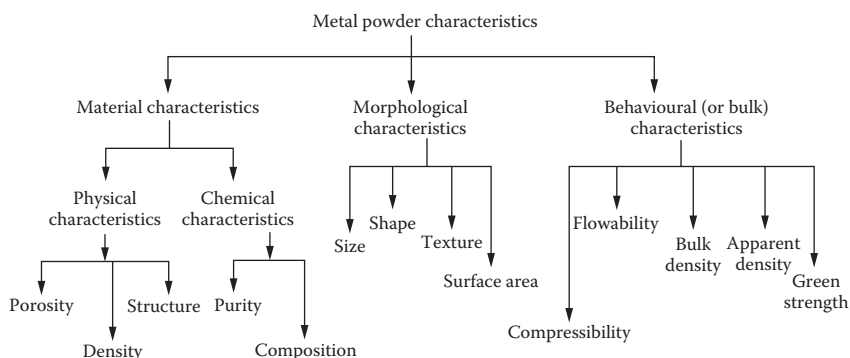 Metal powder characteristics
Material characteristics
Morphological
characteristics
Behavioural (or bulk)
characteristics
Physical
characteristics
Chemical
characteristics
Size
Shape
Texture
Surface area
Flowability
Bulk
density
Apparent
density
Green
strength
Compressibility
Porosity
Density
Structure
Purity
Composition